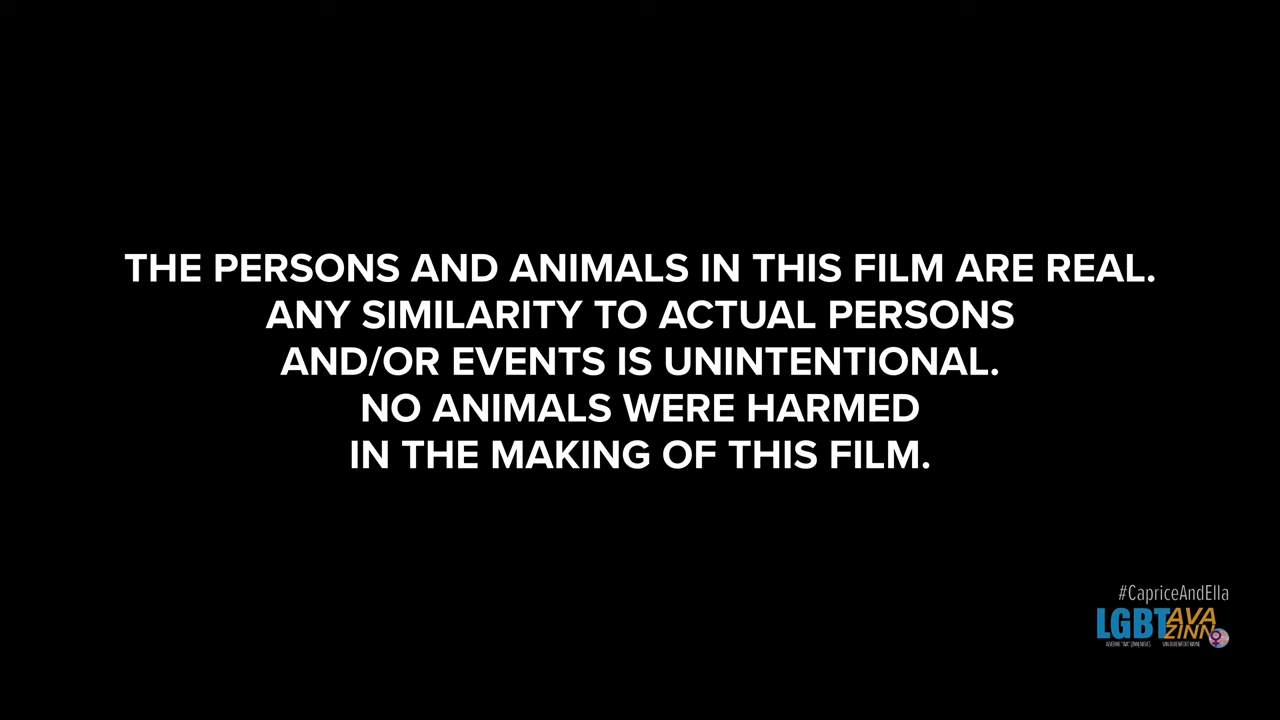 THE PERSONS AND ANIMALS IN THIS FILM ARE REAL.
ANY SIMILARITY TO ACTUAL PERSONS
AND/OR EVENTS IS UNINTENTIONAL.
NO ANIMALS WERE HARMED
IN THE MAKING OF THIS FILM.
#CapriceAndElla
LGBT AVA
ZINN